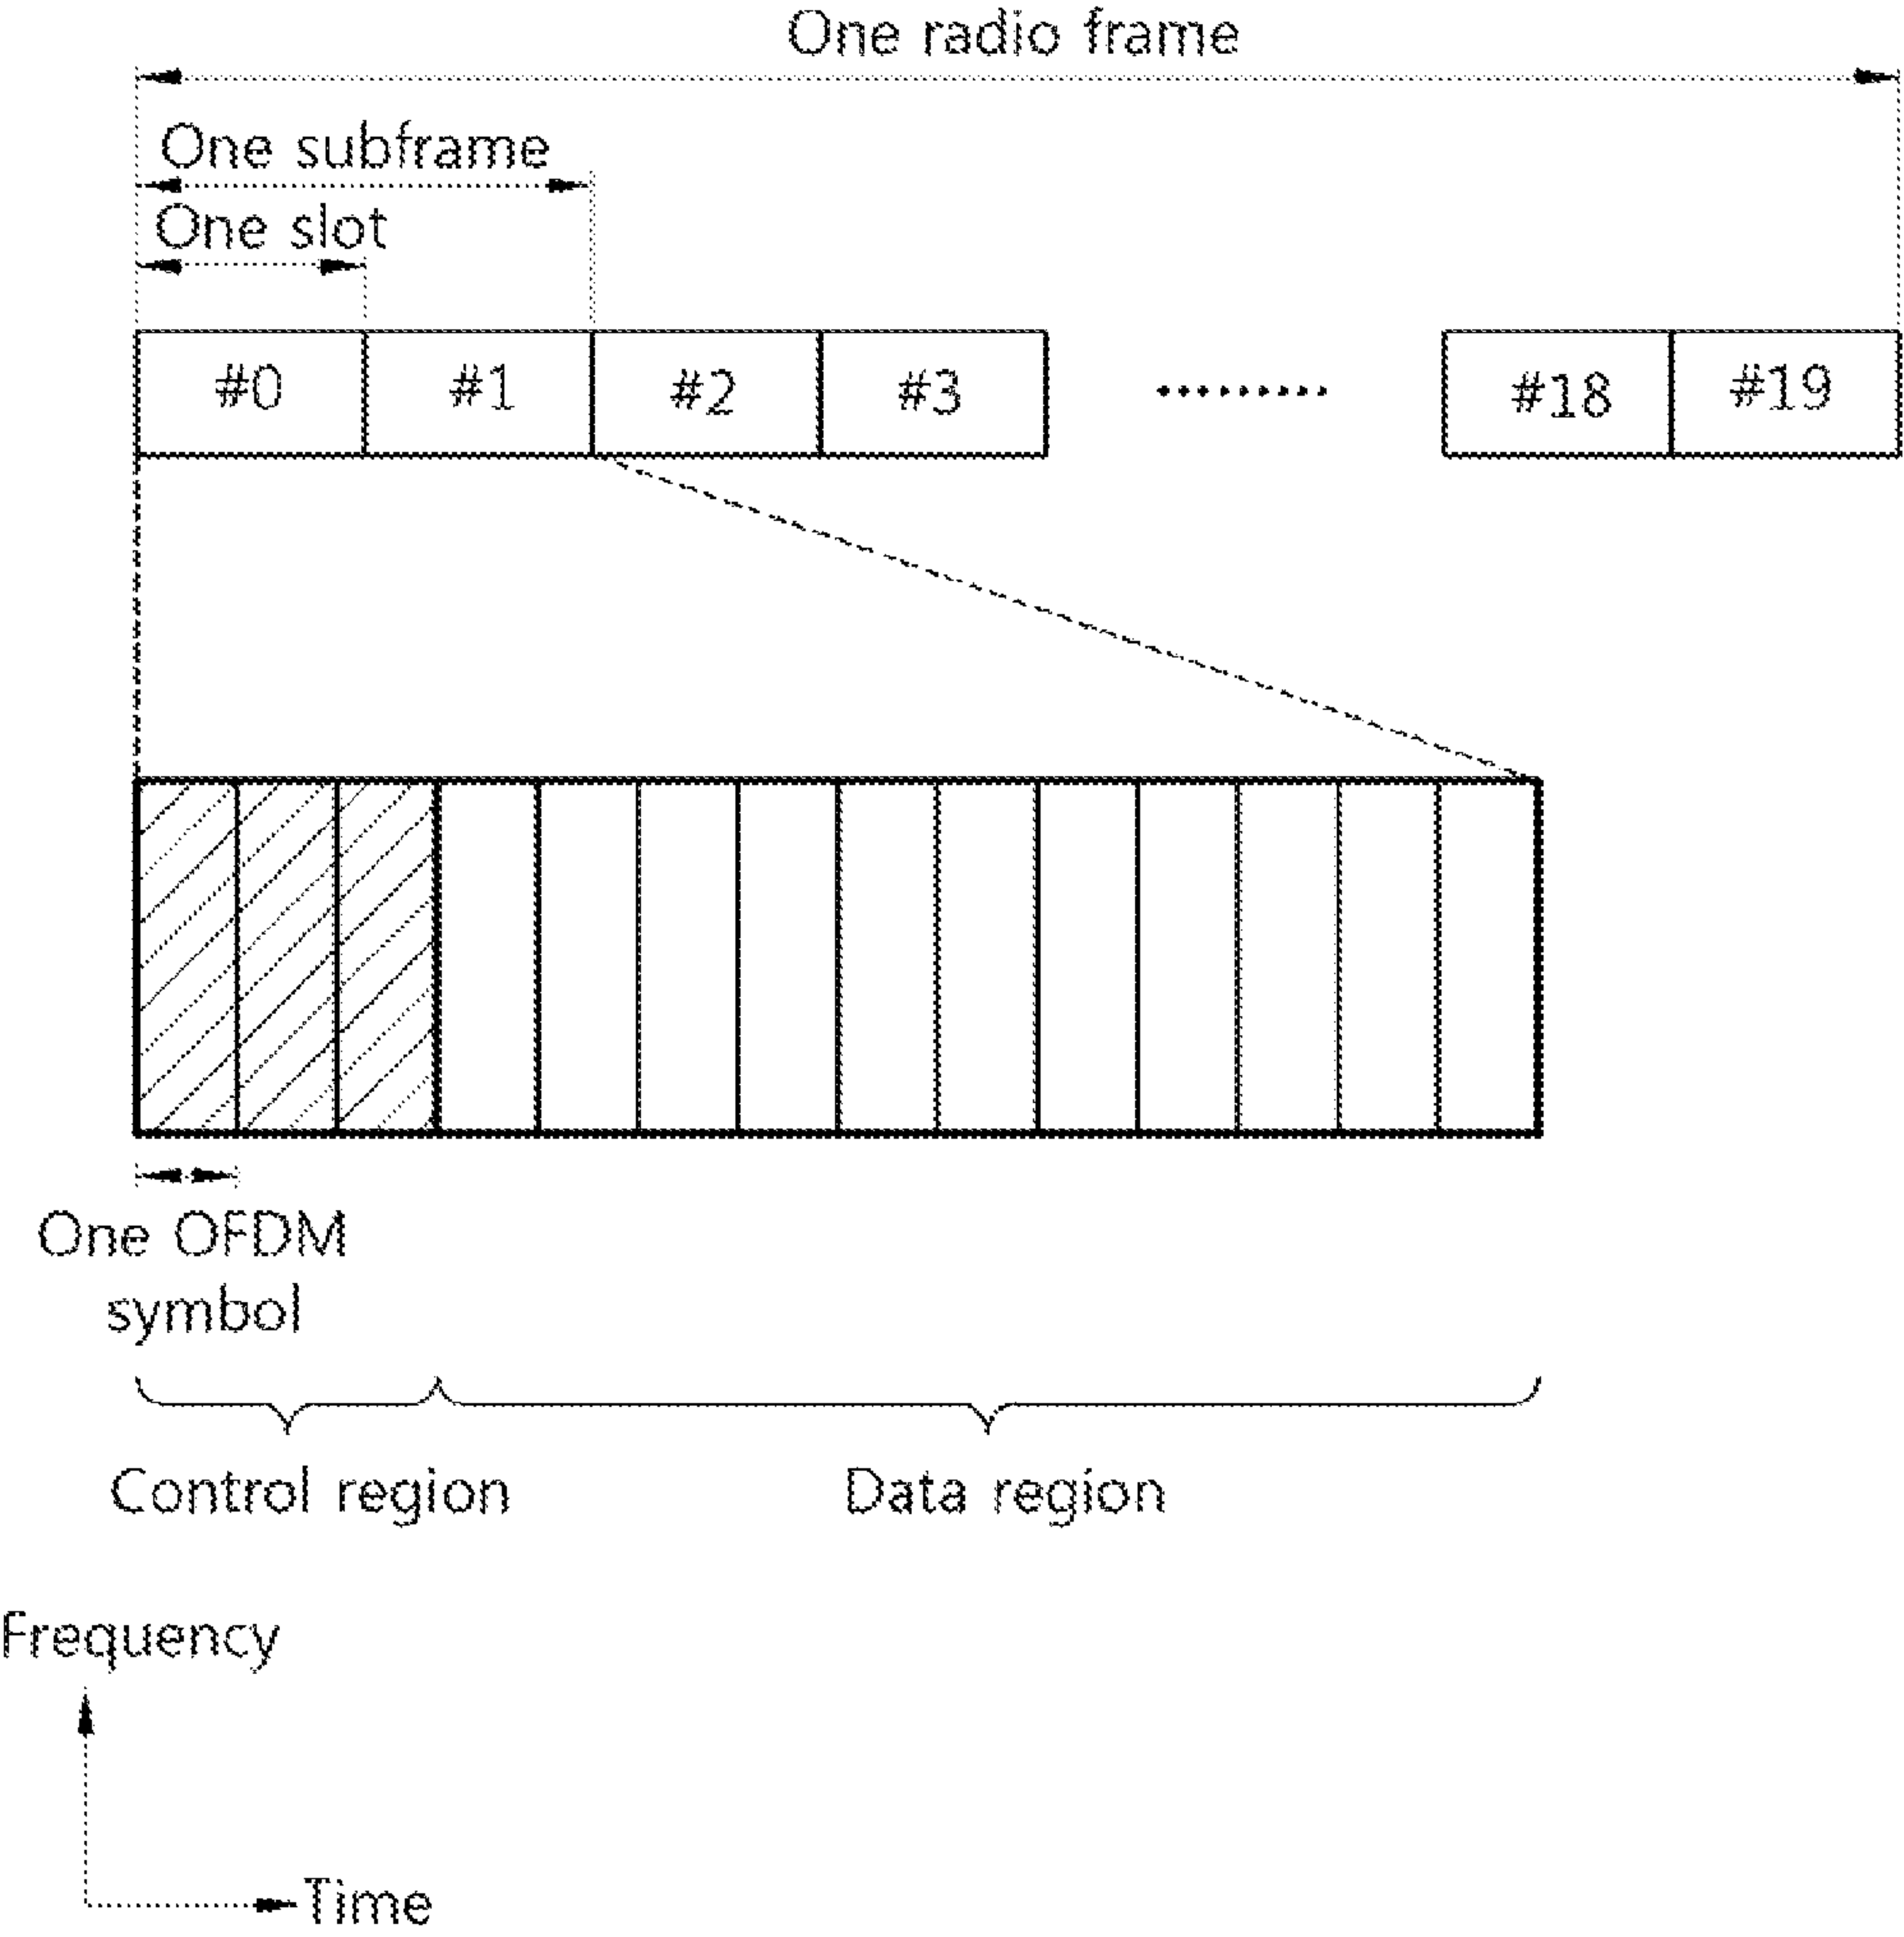 One radio frame
One subframe
One slot
#0 #1 #2 #3 ········· #18 #19
One OFDM
symbol
Control region Data region
Frequency
Time